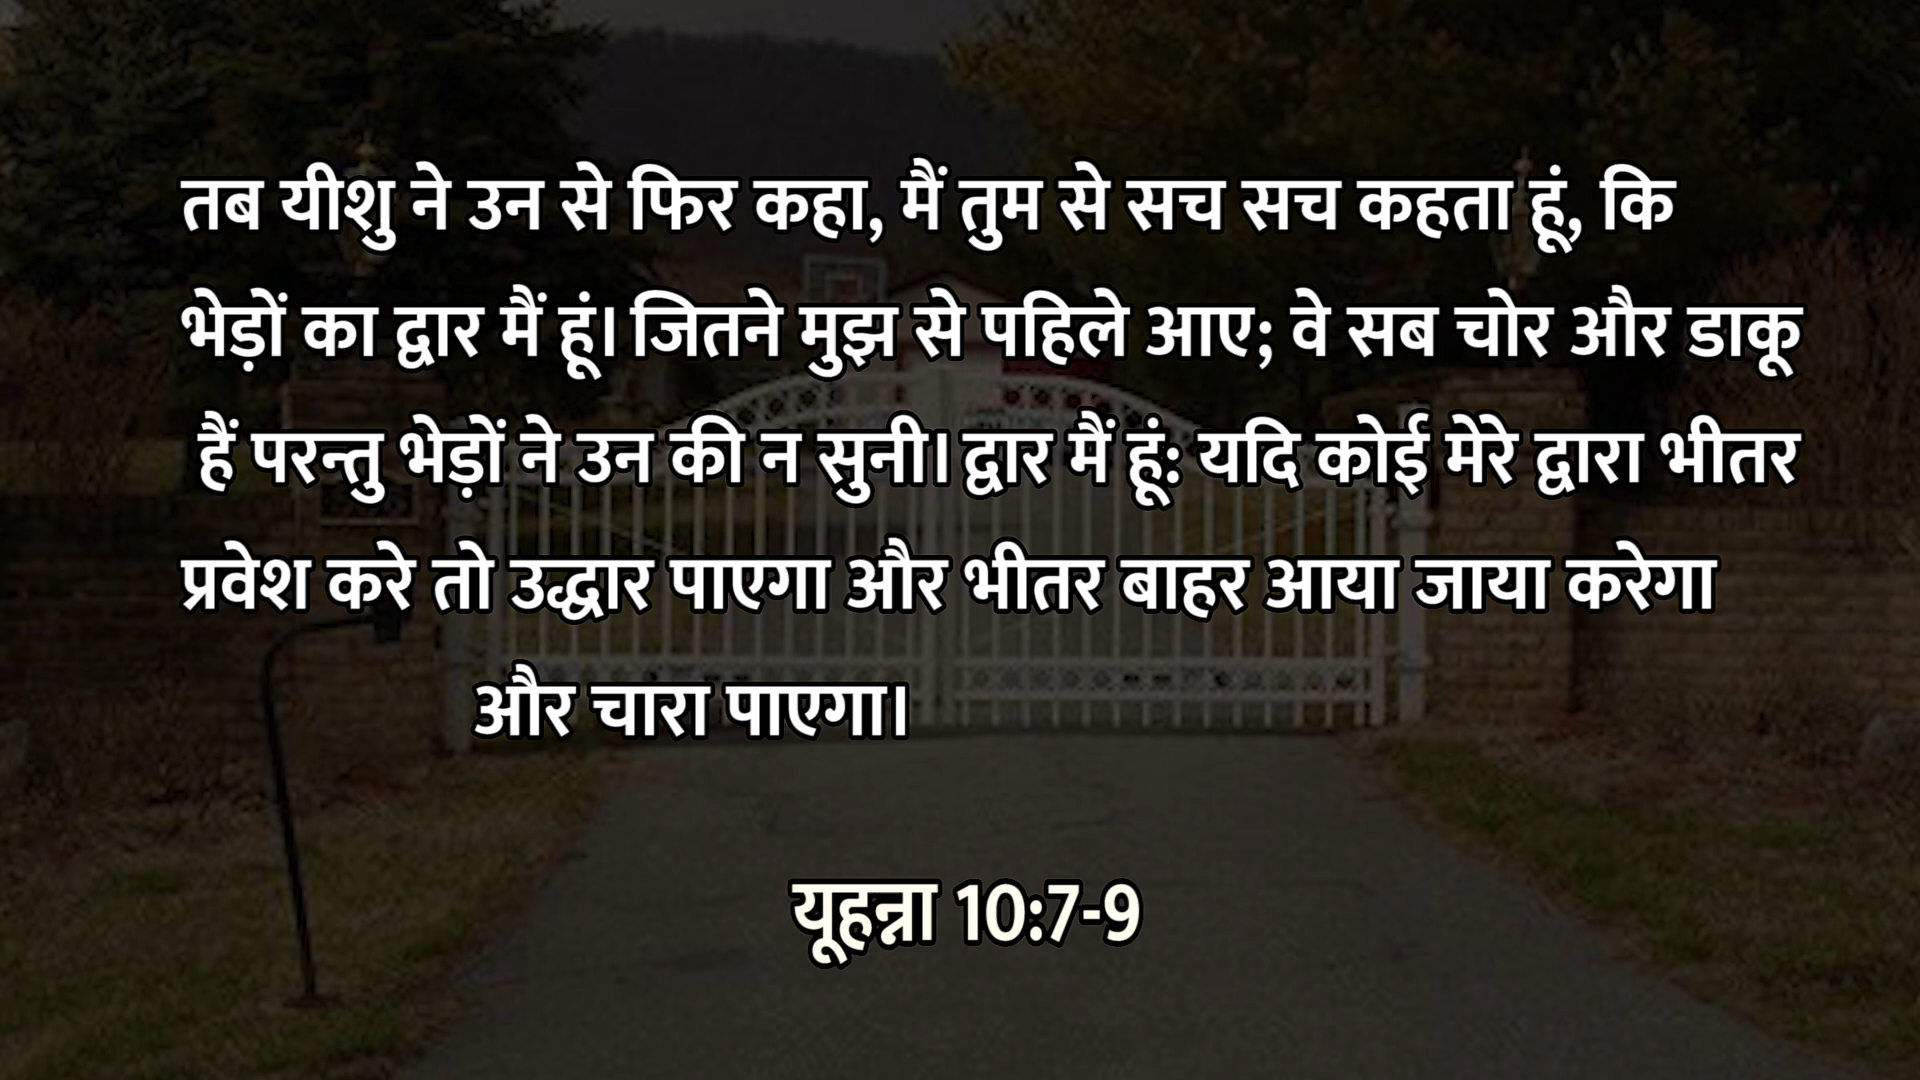 तब यीशु ने उन से फिर कहा, मैं तुम से सच सच कहता हूं, कि
भेड़ों का द्वार मैं हूं। जितने मुझ से पहिले आए; वे सब चोर और डाकू
हैं परन्तु भेड़ों ने उन की न सुनी। द्वार मैं हूं: यदि कोई मेरे द्वारा भीतर
प्रवेश करे तो उद्धार पाएगा और भीतर बाहर आया जाया करेगा
और चारा पाएगा।
यूहन्ना 10:7-9